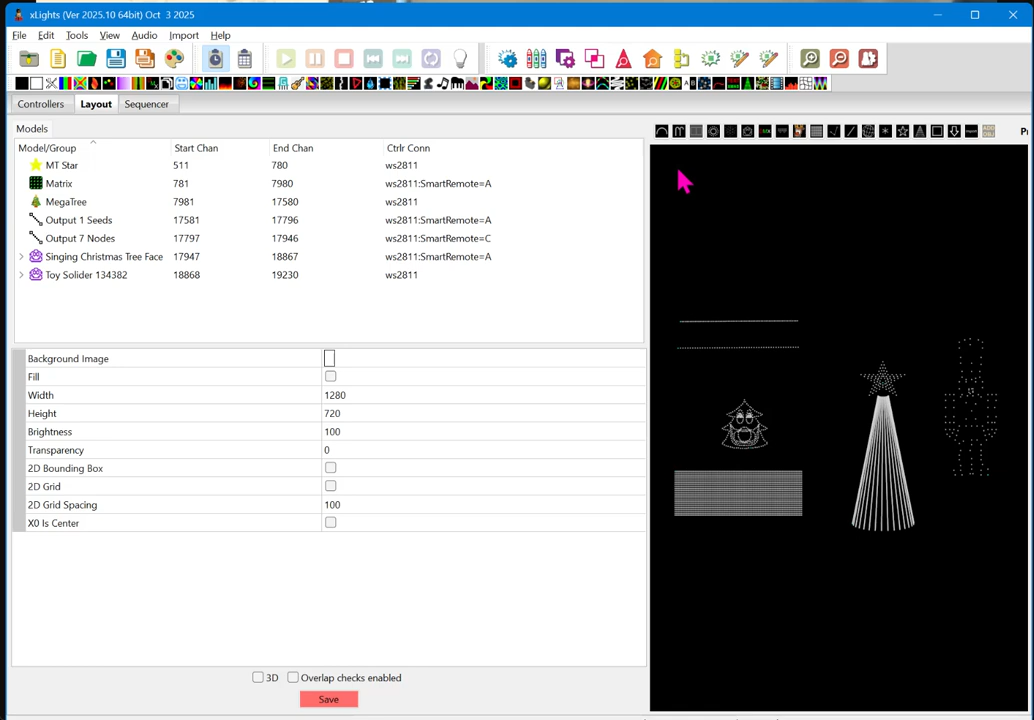 xLights (Ver 2025.10 64bit) Oct 3 2025
File Edit Tools View Audio Import Help
Controllers Layout Sequencer
Models
Model/Group Start Chan End Chan Ctrlr Conn
MT Star 511 780 ws2811
Matrix 781 7980 ws2811:SmartRemote=A
MegaTree 7981 17580 ws2811
Output 1 Seeds 17581 17796 ws2811:SmartRemote=A
Output 7 Nodes 17797 17946 ws2811:SmartRemote=C
Singing Christmas Tree Face 17947 18867 ws2811:SmartRemote=A
Toy Solider 134382 18868 19230 ws2811
Background Image
Fill
Width 1280
Height 720
Brightness 100
Transparency 0
2D Bounding Box
2D Grid
2D Grid Spacing 100
X0 Is Center
3D Overlap checks enabled
Save